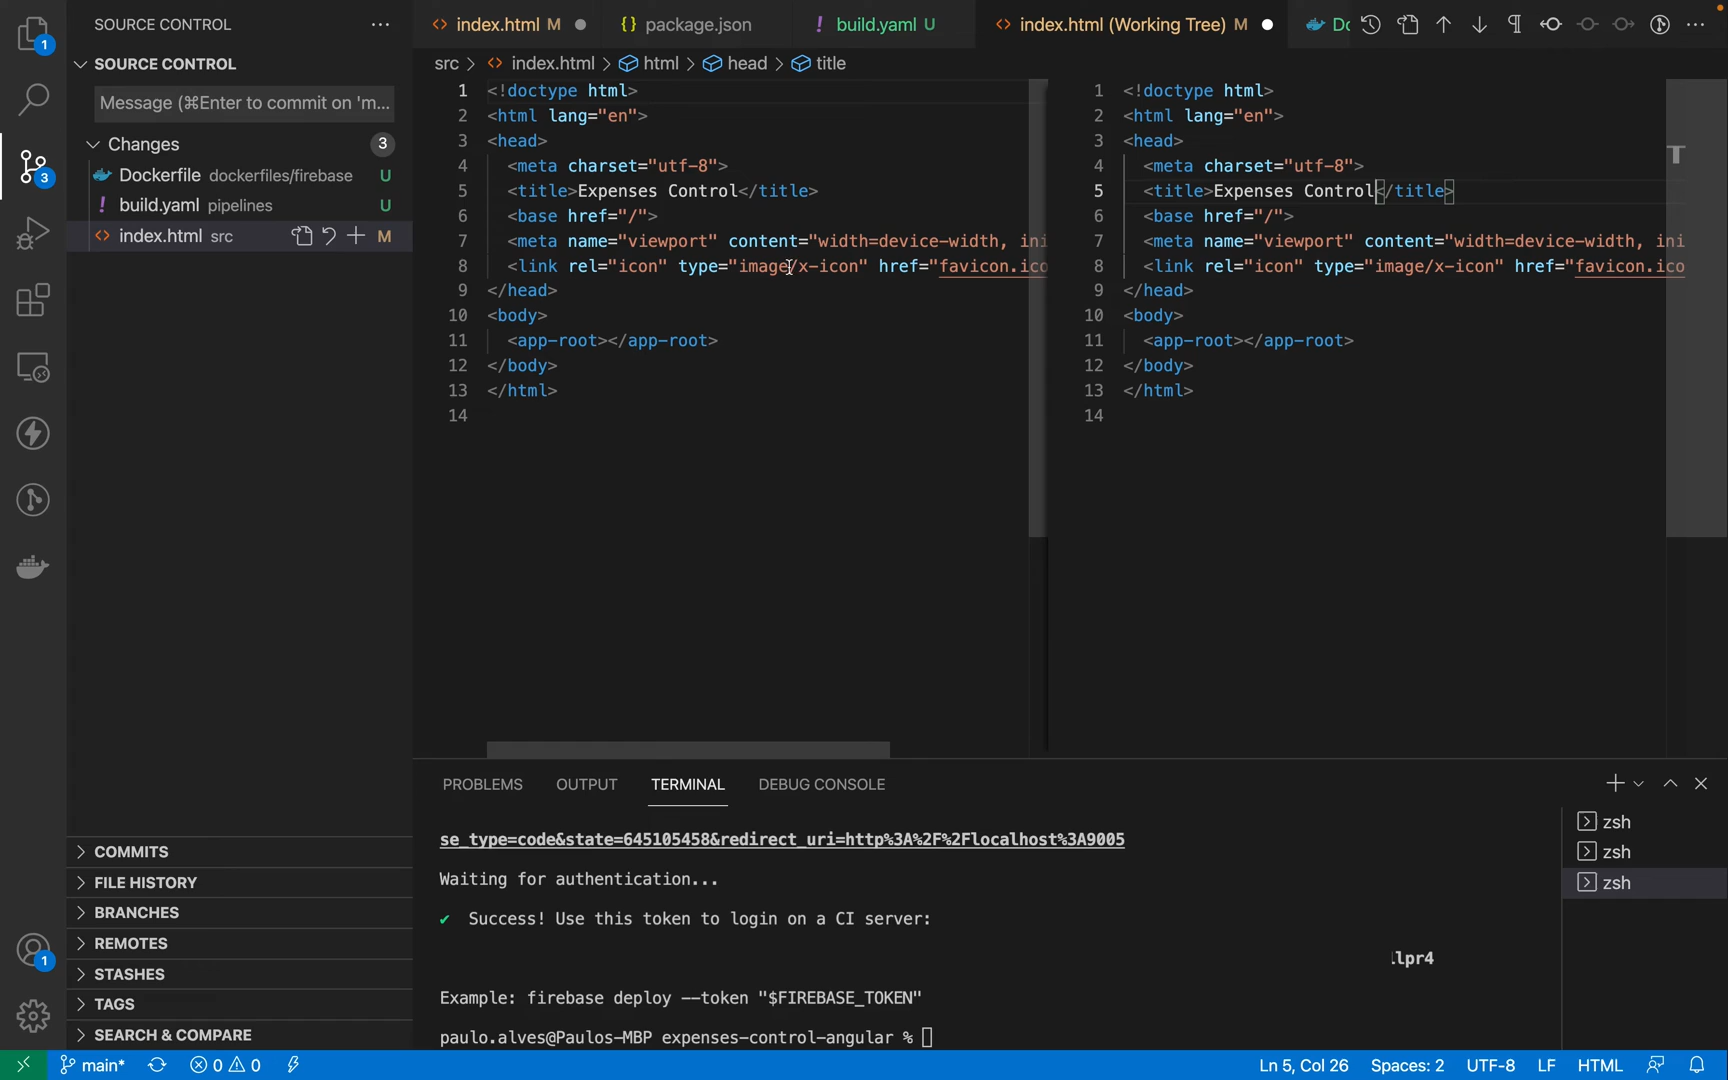 SOURCE CONTROL ···
SOURCE CONTROL
Message (⌘Enter to commit on 'm...
Changes 3
Dockerfile dockerfiles/firebase U
! build.yaml pipelines U
<> index.html src M
COMMITS
FILE HISTORY
BRANCHES
REMOTES
STASHES
TAGS
SEARCH & COMPARE
1
3
1
<> index.html M
{} package.json
! build.yaml U
<> index.html (Working Tree) M
src > <> index.html > html > head > title
1 <!doctype html>
2 <html lang="en">
3 <head>
4 <meta charset="utf-8">
5 <title>Expenses Control</title>
6 <base href="/">
7 <meta name="viewport" content="width=device-width, ini
8 <link rel="icon" type="image/x-icon" href="favicon.ico
9 </head>
10 <body>
11 <app-root></app-root>
12 </body>
13 </html>
14
1 <!doctype html>
2 <html lang="en">
3 <head>
4 <meta charset="utf-8">
5 <title>Expenses Control</title>
6 <base href="/">
7 <meta name="viewport" content="width=device-width, ini
8 <link rel="icon" type="image/x-icon" href="favicon.ico
9 </head>
10 <body>
11 <app-root></app-root>
12 </body>
13 </html>
14
PROBLEMS OUTPUT TERMINAL DEBUG CONSOLE
se_type=code&state=645105458&redirect_uri=http%3A%2F%2Flocalhost%3A9005
Waiting for authentication...
✔ Success! Use this token to login on a CI server:
llpr4
Example: firebase deploy --token "$FIREBASE_TOKEN"
paulo.alves@Paulos-MBP expenses-control-angular %
zsh
zsh
zsh
main* 0 0
Ln 5, Col 26 Spaces: 2 UTF-8 LF HTML